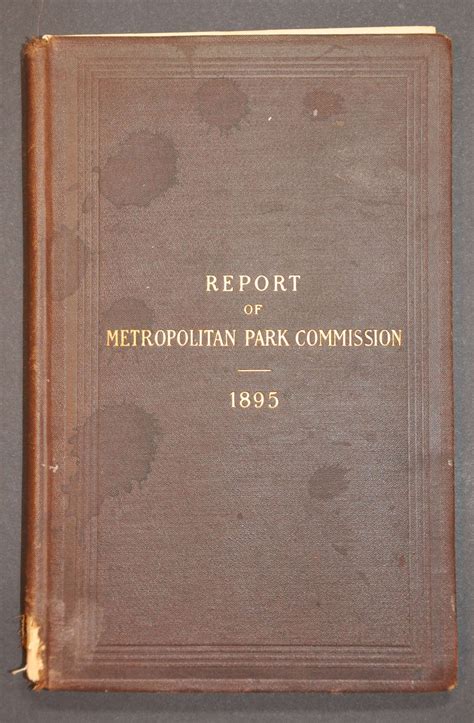 REPORT
OF
METROPOLITAN PARK COMMISSION
1895